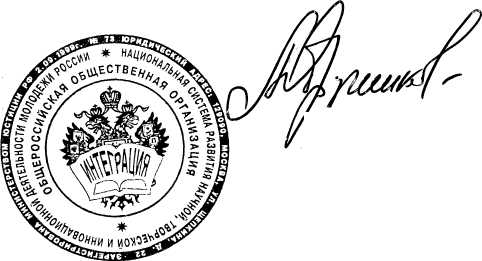 ЗАРЕГИСТРИРОВАНА МИНИСТЕРСТВОМ ЮСТИЦИИ РФ 2.09.1999г. № 78 ЮРИДИЧЕСКИЙ АДРЕС: 129090, МОСКВА, УЛ. ЩЕПКИНА, Д. 22
НАЦИОНАЛЬНАЯ СИСТЕМА РАЗВИТИЯ НАУЧНОЙ, ТВОРЧЕСКОЙ И ИННОВАЦИОННОЙ ДЕЯТЕЛЬНОСТИ МОЛОДЕЖИ РОССИИ
ОБЩЕРОССИЙСКАЯ ОБЩЕСТВЕННАЯ ОРГАНИЗАЦИЯ
ИНТЕГРАЦИЯ